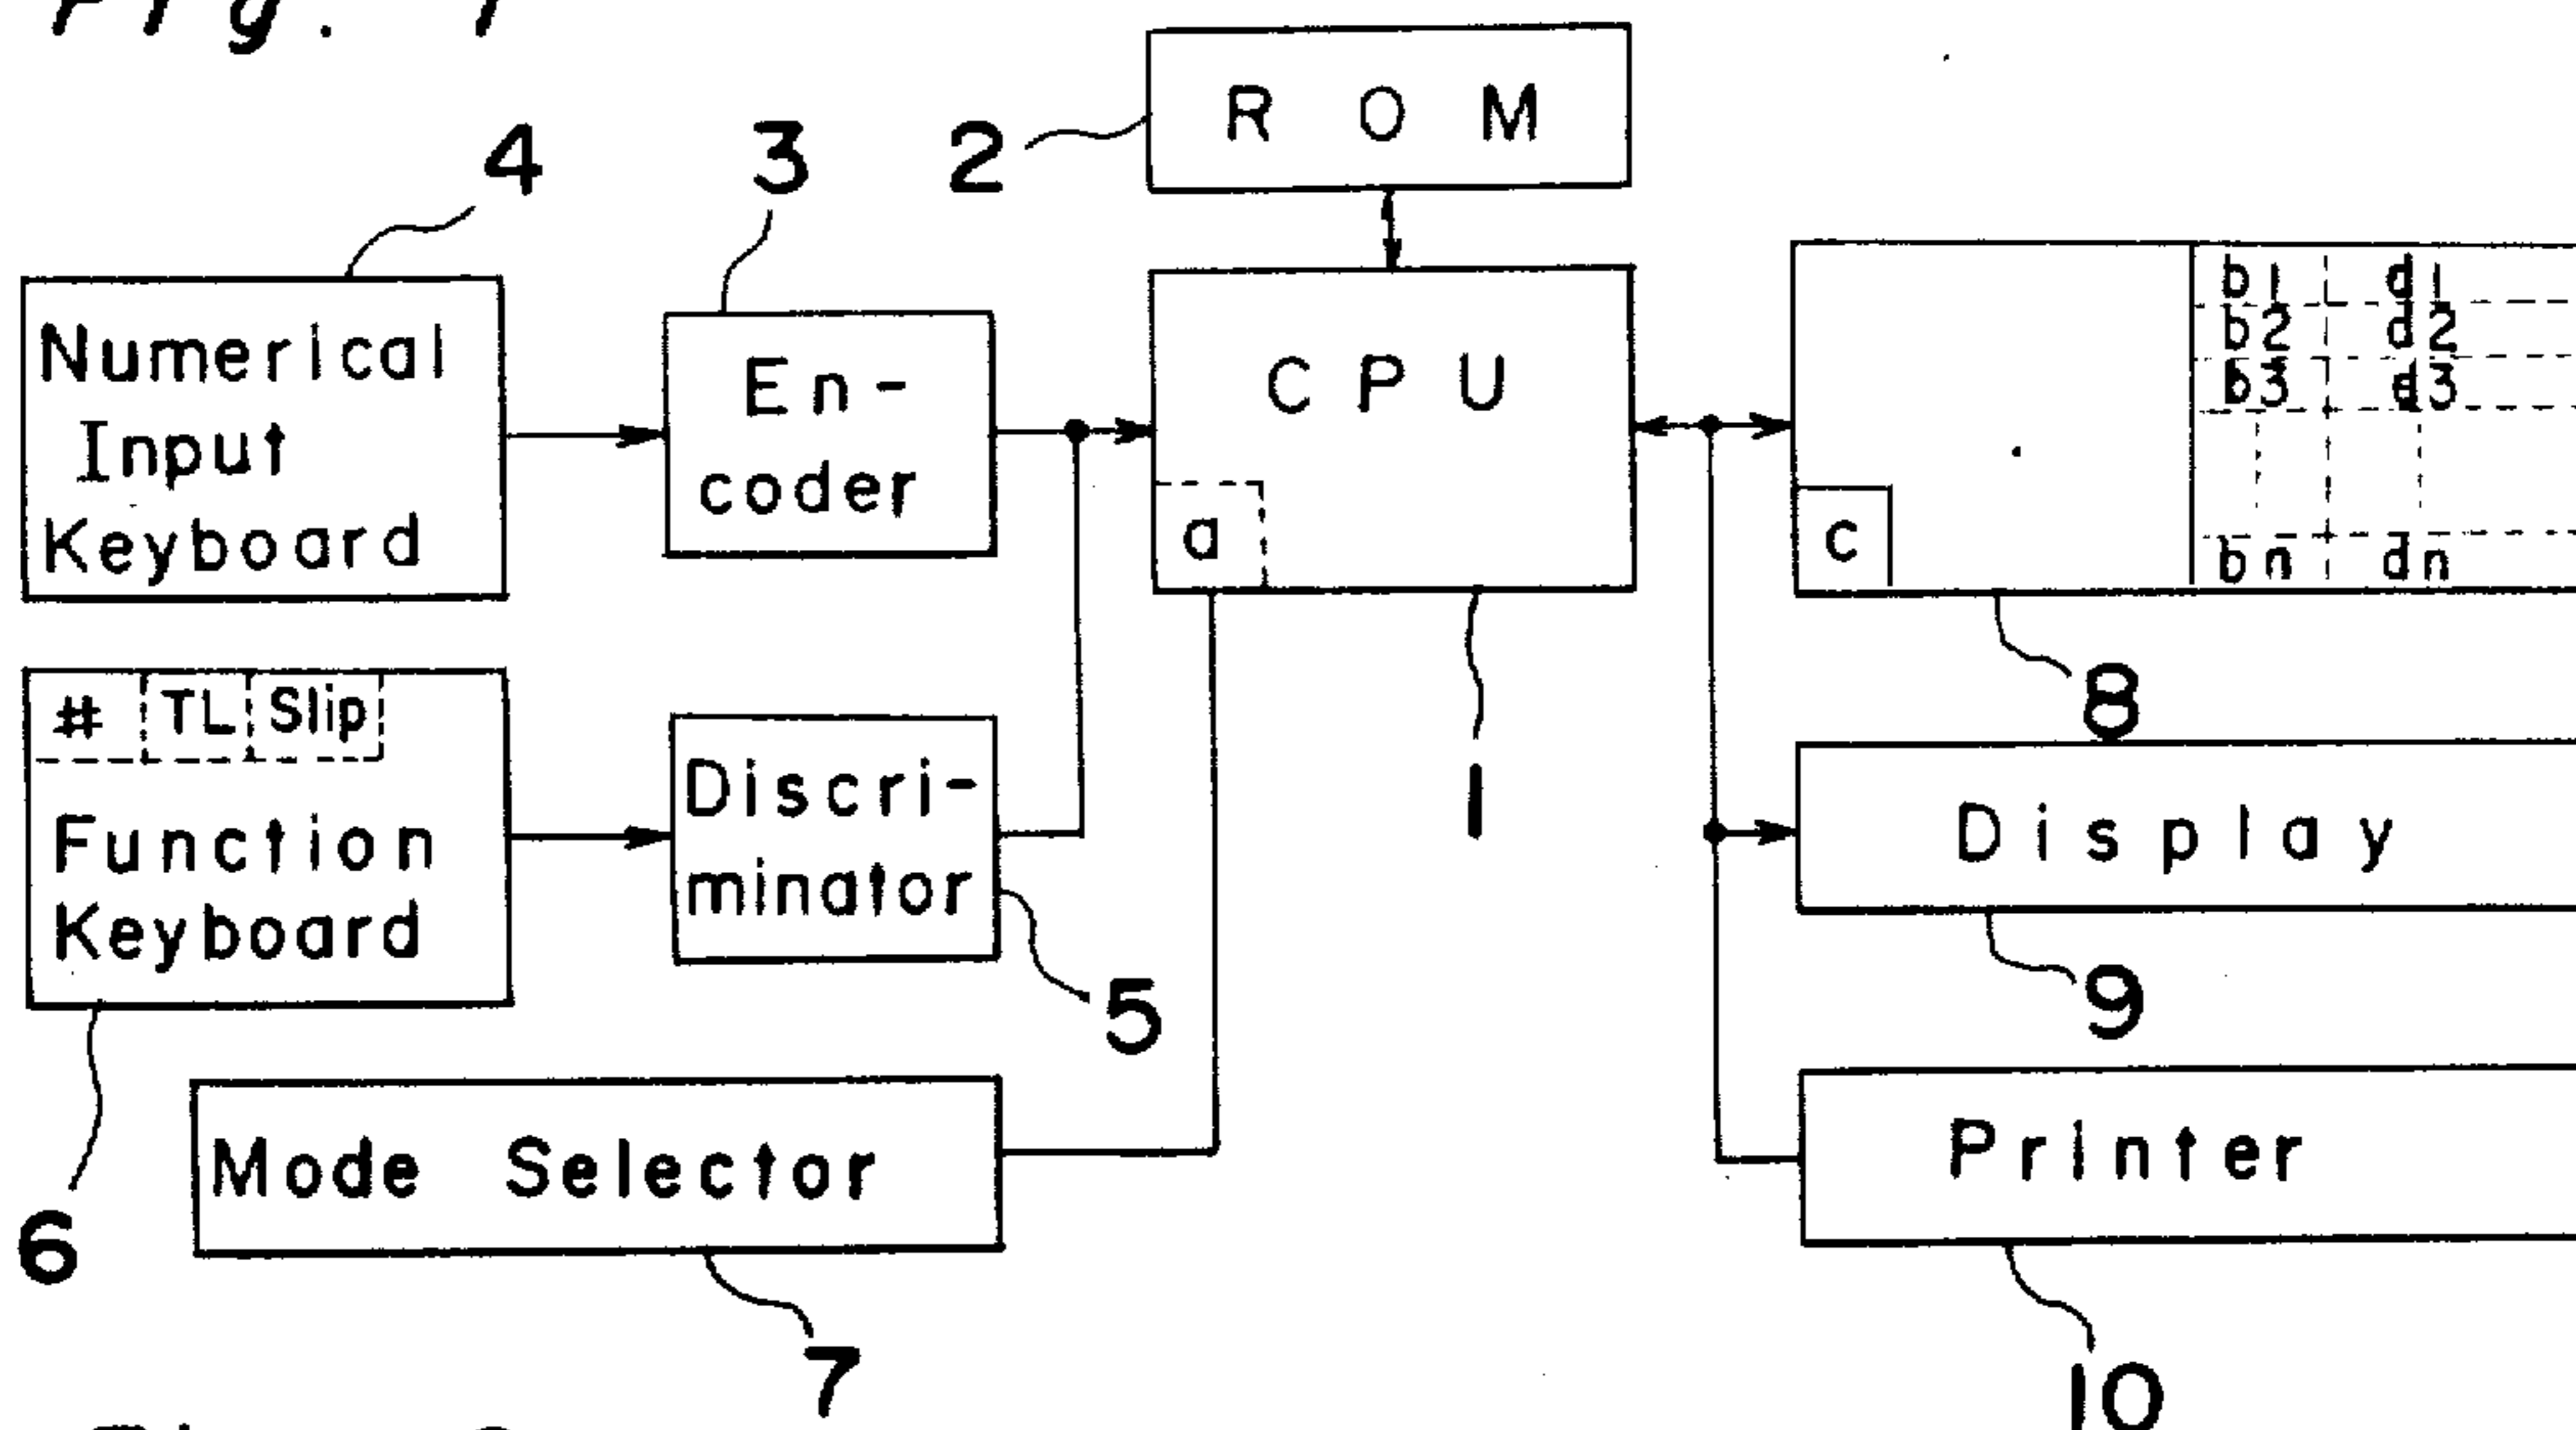 Fig. 1
R O M
2
4
3
Numerical
Input
Keyboard
En-
coder
C P U
a
b1 d1
b2 d2
b3 d3
bn dn
c
8
1
# TL Slip
Function
Keyboard
6
Discri-
minator
5
Display
9
Mode Selector
7
Printer
10